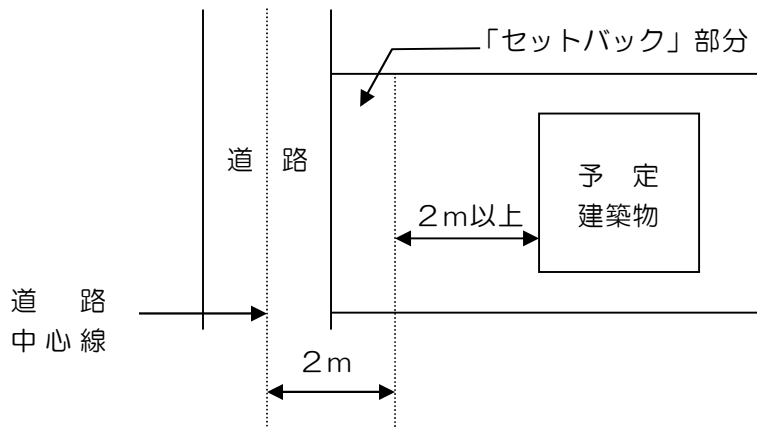 「セットバック」部分
道　路
予　定
建築物
２ｍ以上
道　　路
中 心 線
２ｍ